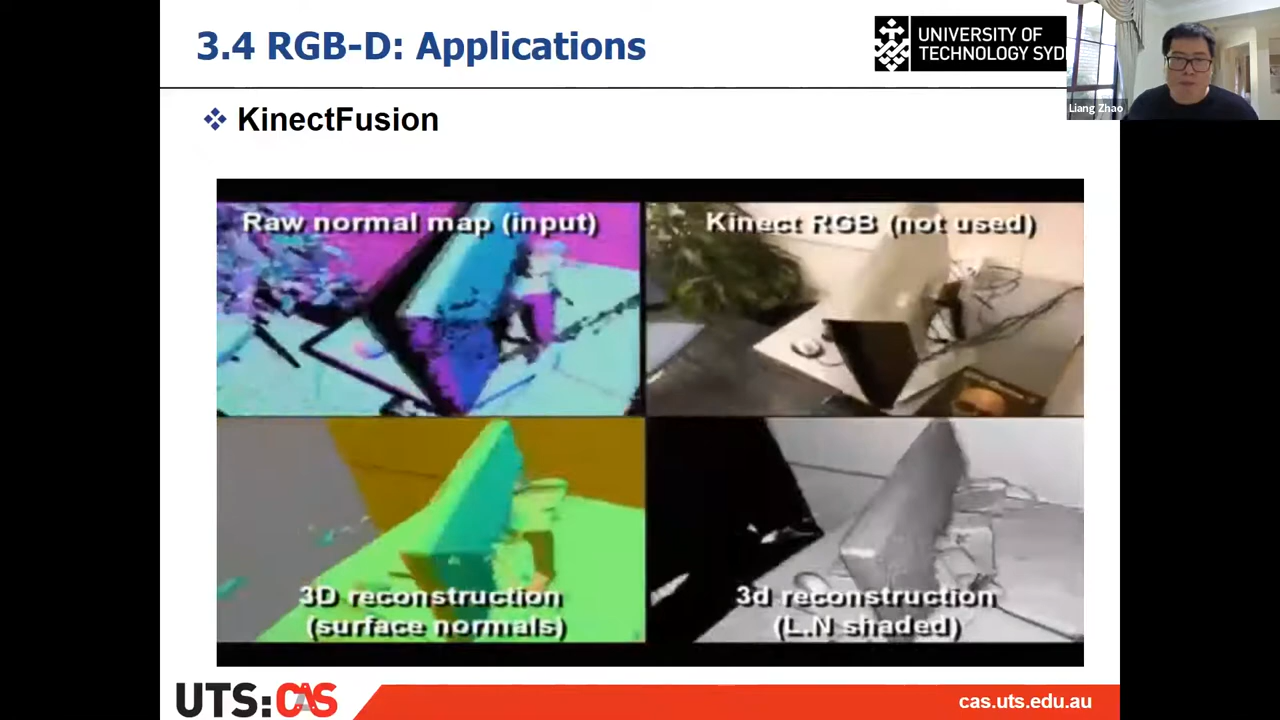 3.4 RGB-D: Applications
UNIVERSITY OF
TECHNOLOGY SYD
Liang Zhao
KinectFusion
Raw normal map (input)
Kinect RGB (not used)
3D reconstruction
(surface normals)
3d reconstruction
(L.N shaded)
UTS:CAS
cas.uts.edu.au